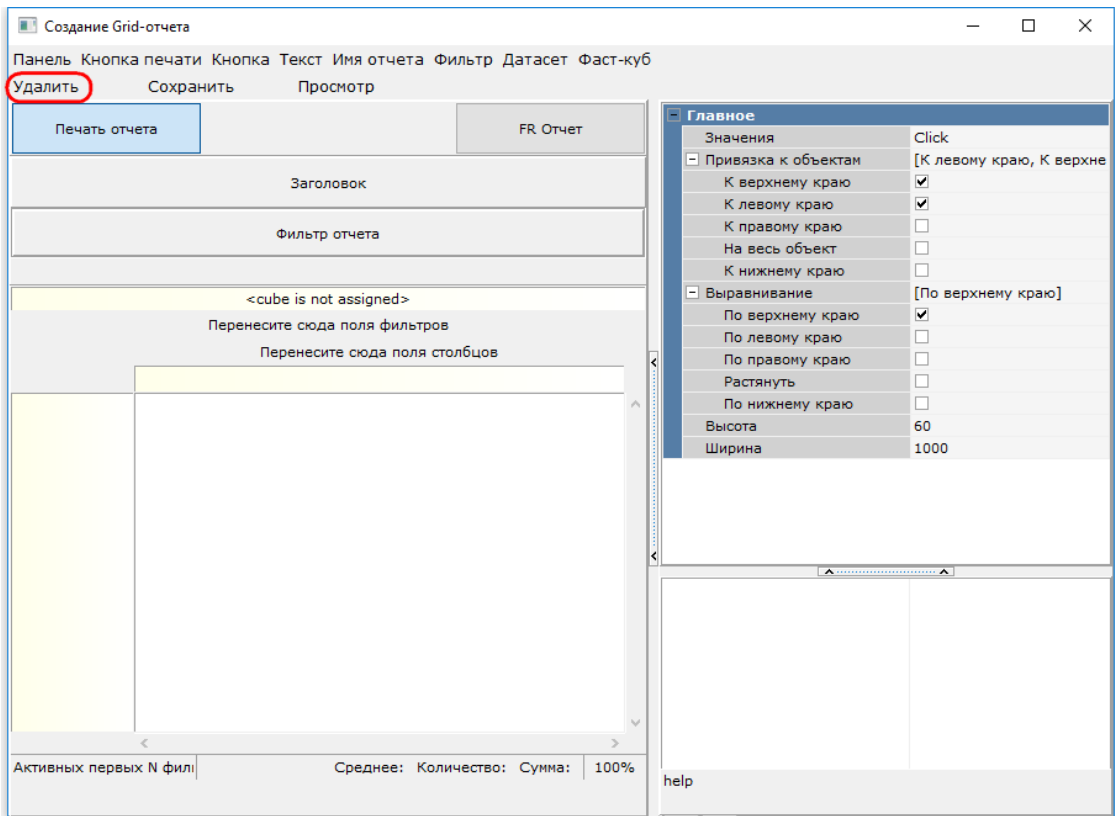 Создание Grid-отчета
Панель Кнопка печати Кнопка Текст Имя отчета Фильтр Датасет Фаст-куб
Удалить Сохранить Просмотр
Печать отчета FR Отчет
Заголовок
Фильтр отчета
<cube is not assigned>
Перенесите сюда поля фильтров
Перенесите сюда поля столбцов
Активных первых N фил
Среднее: Количество: Сумма: 100%
Главное
Значения Click
Привязка к объектам [К левому краю, К верхне
К верхнему краю
К левому краю
К правому краю
На весь объект
К нижнему краю
Выравнивание [По верхнему краю]
По верхнему краю
По левому краю
По правому краю
Растянуть
По нижнему краю
Высота 60
Ширина 1000
help